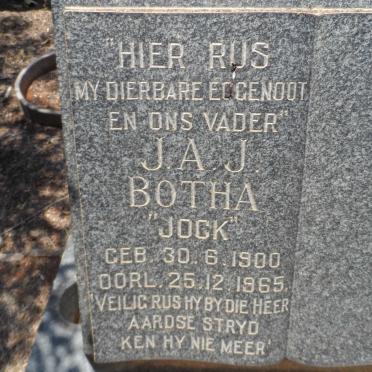 "HIER RUS
MY DIERBARE EGGENOOT
EN ONS VADER"
J.A.J.
BOTHA
"JOCK"
GEB. 30.6.1900
OORL. 25.12.1965.
'VEILIG RUS HY BY DIE HEER
AARDSE STRYD
KEN HY NIE MEER'